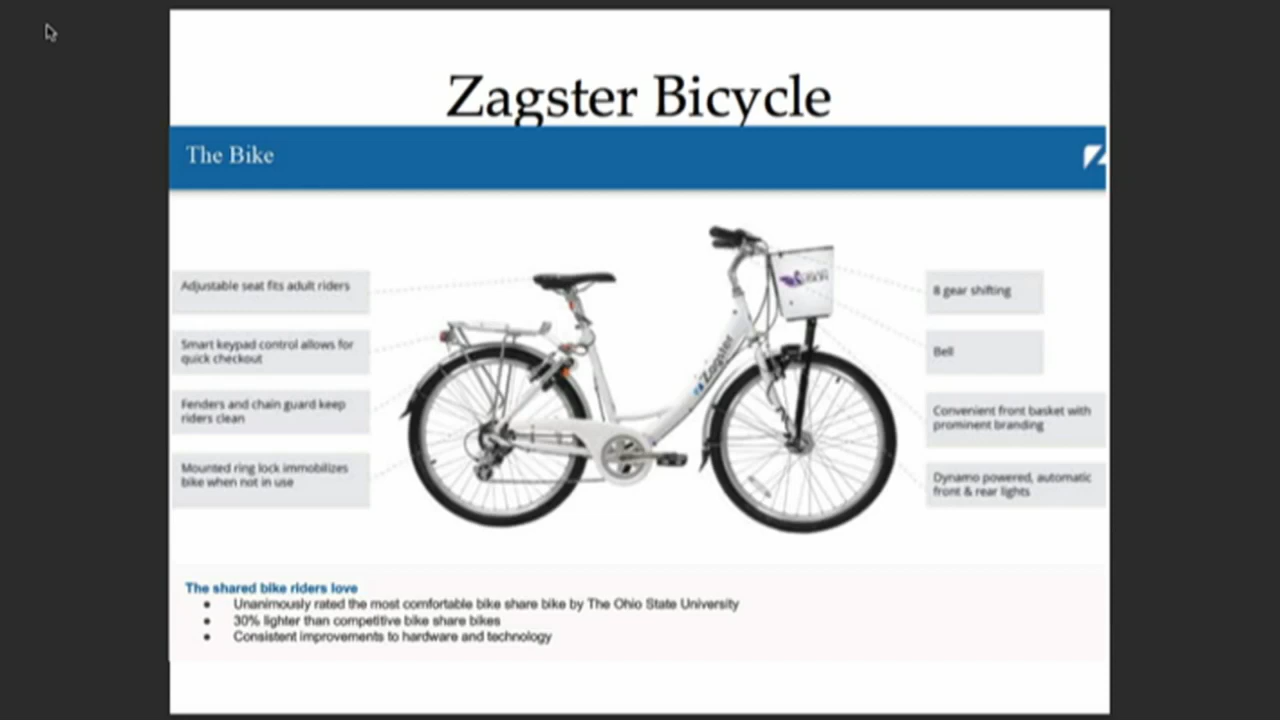 Zagster Bicycle
The Bike
Adjustable seat fits adult riders
Smart keypad control allows for
quick checkout
Fenders and chain guard keep
riders clean
Mounted ring lock immobilizes
bike when not in use
Zagster
8 gear shifting
Bell
Convenient front basket with
prominent branding
Dynamo powered, automatic
front & rear lights
The shared bike riders love
• Unanimously rated the most comfortable bike share bike by The Ohio State University
• 30% lighter than competitive bike share bikes
• Consistent improvements to hardware and technology